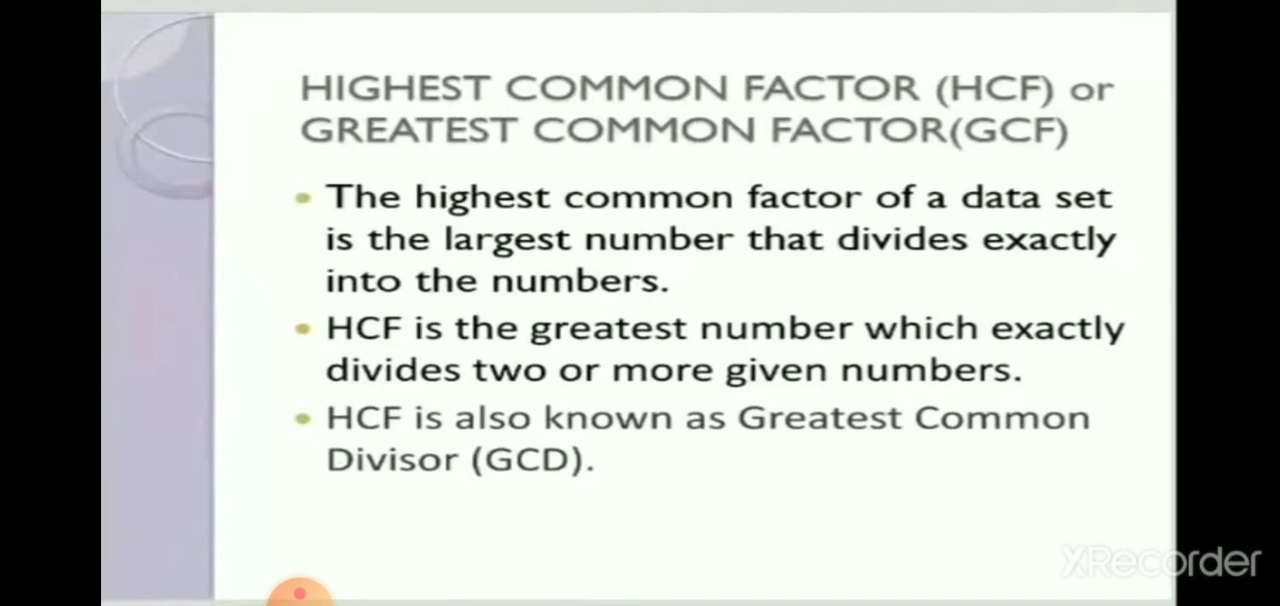 HIGHEST COMMON FACTOR (HCF) or
GREATEST COMMON FACTOR(GCF)
The highest common factor of a data set
is the largest number that divides exactly
into the numbers.
HCF is the greatest number which exactly
divides two or more given numbers.
HCF is also known as Greatest Common
Divisor (GCD).
XRecorder